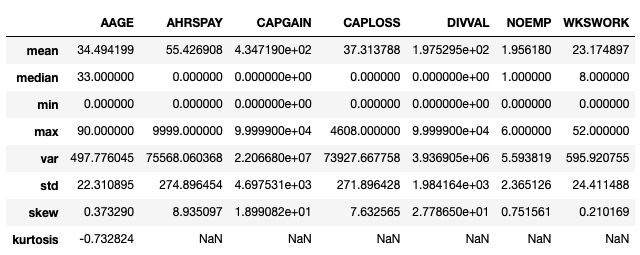 AAGE AHRSPAY CAPGAIN CAPLOSS DIVVAL NOEMP WKSWORK
mean 34.494199 55.426908 4.347190e+02 37.313788 1.975295e+02 1.956180 23.174897
median 33.000000 0.000000 0.000000e+00 0.000000 0.000000e+00 1.000000 8.000000
min 0.000000 0.000000 0.000000e+00 0.000000 0.000000e+00 0.000000 0.000000
max 90.000000 9999.000000 9.999900e+04 4608.000000 9.999900e+04 6.000000 52.000000
var 497.776045 75568.060368 2.206680e+07 73927.667758 3.936905e+06 5.593819 595.920755
std 22.310895 274.896454 4.697531e+03 271.896428 1.984164e+03 2.365126 24.411488
skew 0.373290 8.935097 1.899082e+01 7.632565 2.778650e+01 0.751561 0.210169
kurtosis -0.732824 NaN NaN NaN NaN NaN NaN